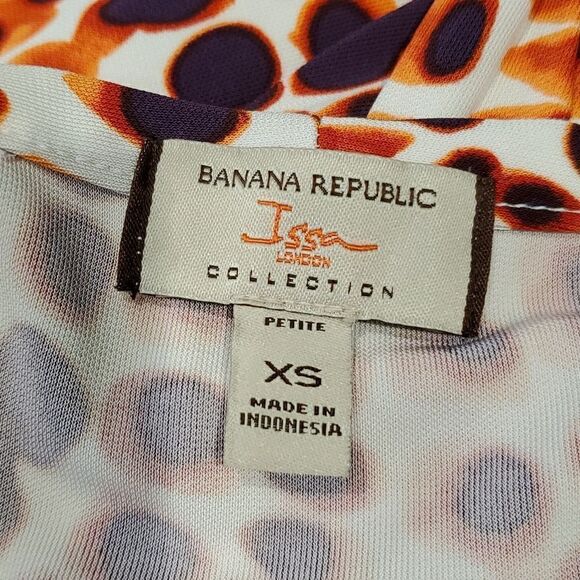 BANANA REPUBLIC
Issa
LONDON
COLLECTION
PETITE
XS
MADE IN
INDONESIA